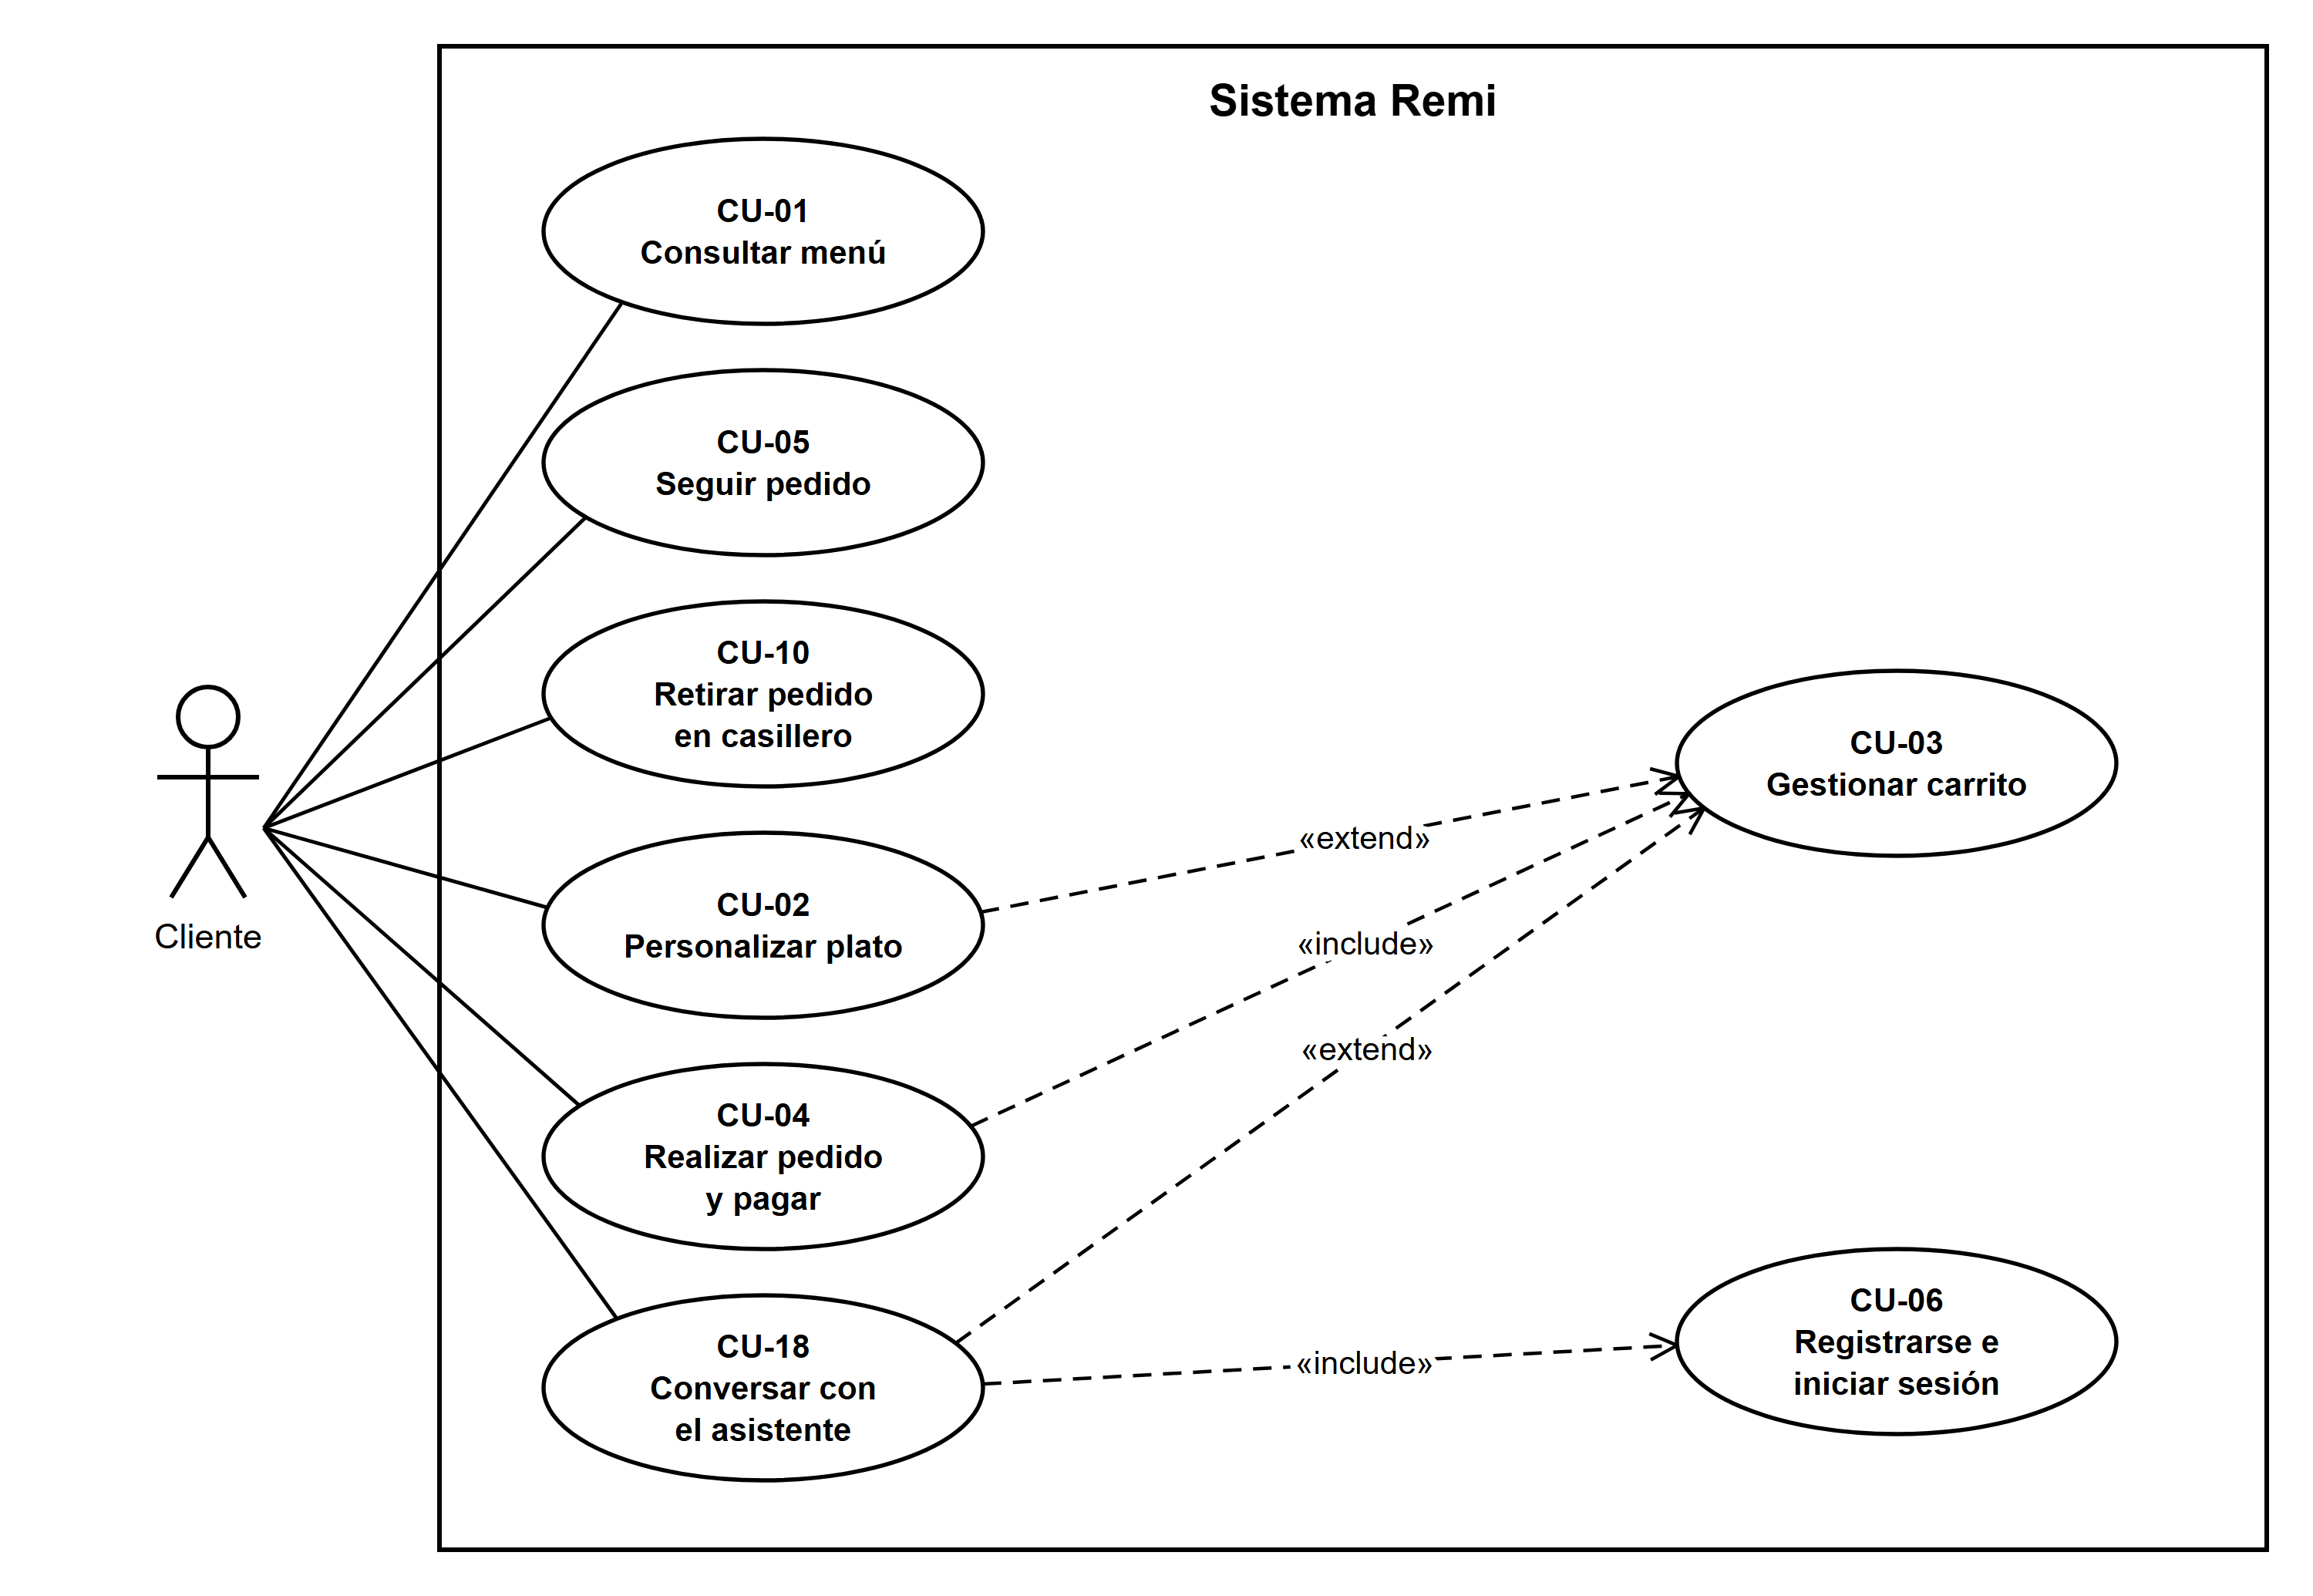 Sistema Remi
CU-01
Consultar menú
CU-05
Seguir pedido
CU-10
Retirar pedido
en casillero
CU-02
Personalizar plato
CU-04
Realizar pedido
y pagar
CU-18
Conversar con
el asistente
Cliente
«extend»
«include»
«extend»
«include»
CU-03
Gestionar carrito
CU-06
Registrarse e
iniciar sesión